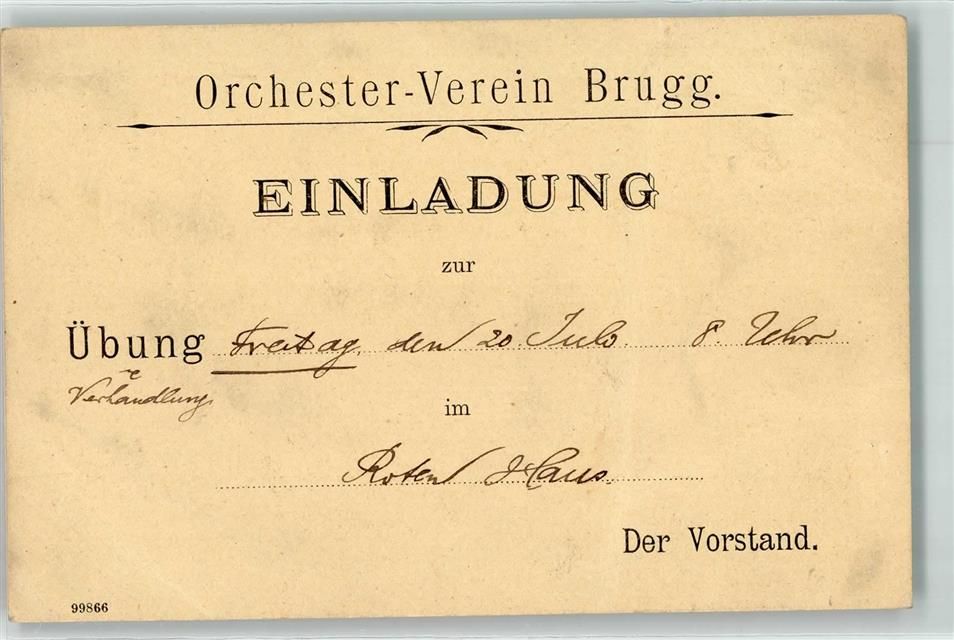 Orchester-Verein Brugg.
EINLADUNG
zur
Übung Freitag den 20. Juli 8. Uhr
Verhandlung
im
Roten Haus.
Der Vorstand.
99866